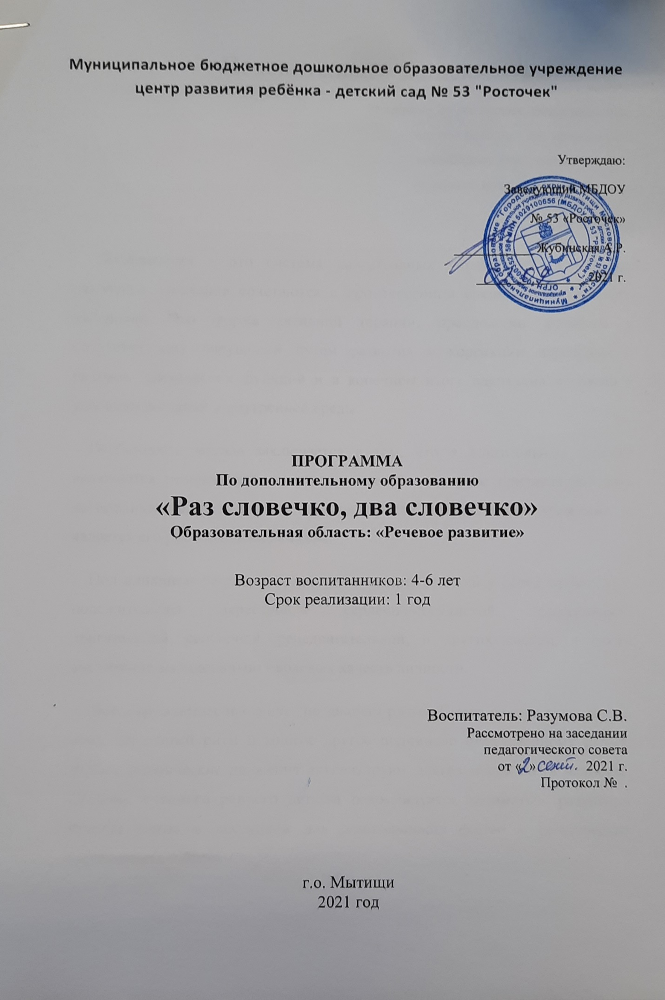 Муниципальное бюджетное дошкольное образовательное учреждение
центр развития ребёнка - детский сад № 53 "Росточек"
Утверждаю:
Заведующий МБДОУ
№ 53 «Росточек»
Жубинская А.Р.
2021 г.
ПРОГРАММА
По дополнительному образованию
«Раз словечко, два словечко»
Образовательная область: «Речевое развитие»
Возраст воспитанников: 4-6 лет
Срок реализации: 1 год
Воспитатель: Разумова С.В.
Рассмотрено на заседании
педагогического совета
от «2» сент. 2021 г.
Протокол № .
г.о. Мытищи
2021 год